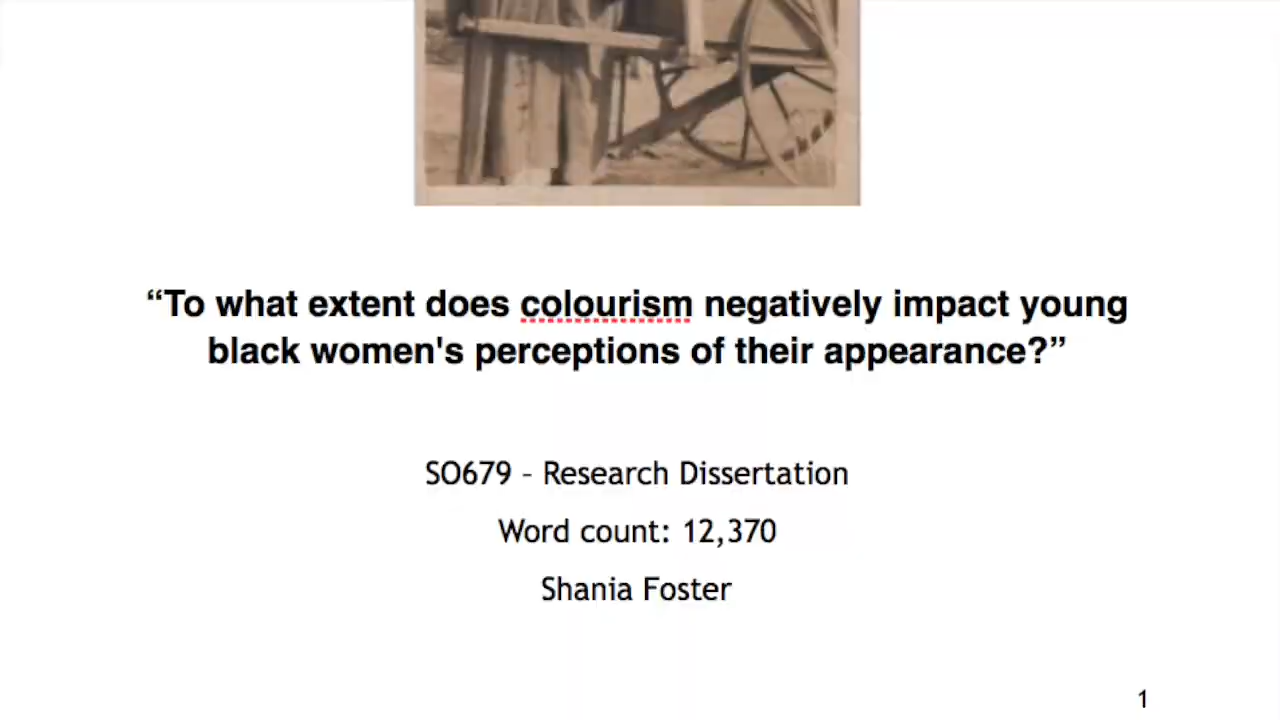 “To what extent does colourism negatively impact young
black women's perceptions of their appearance?”
SO679 – Research Dissertation
Word count: 12,370
Shania Foster
1